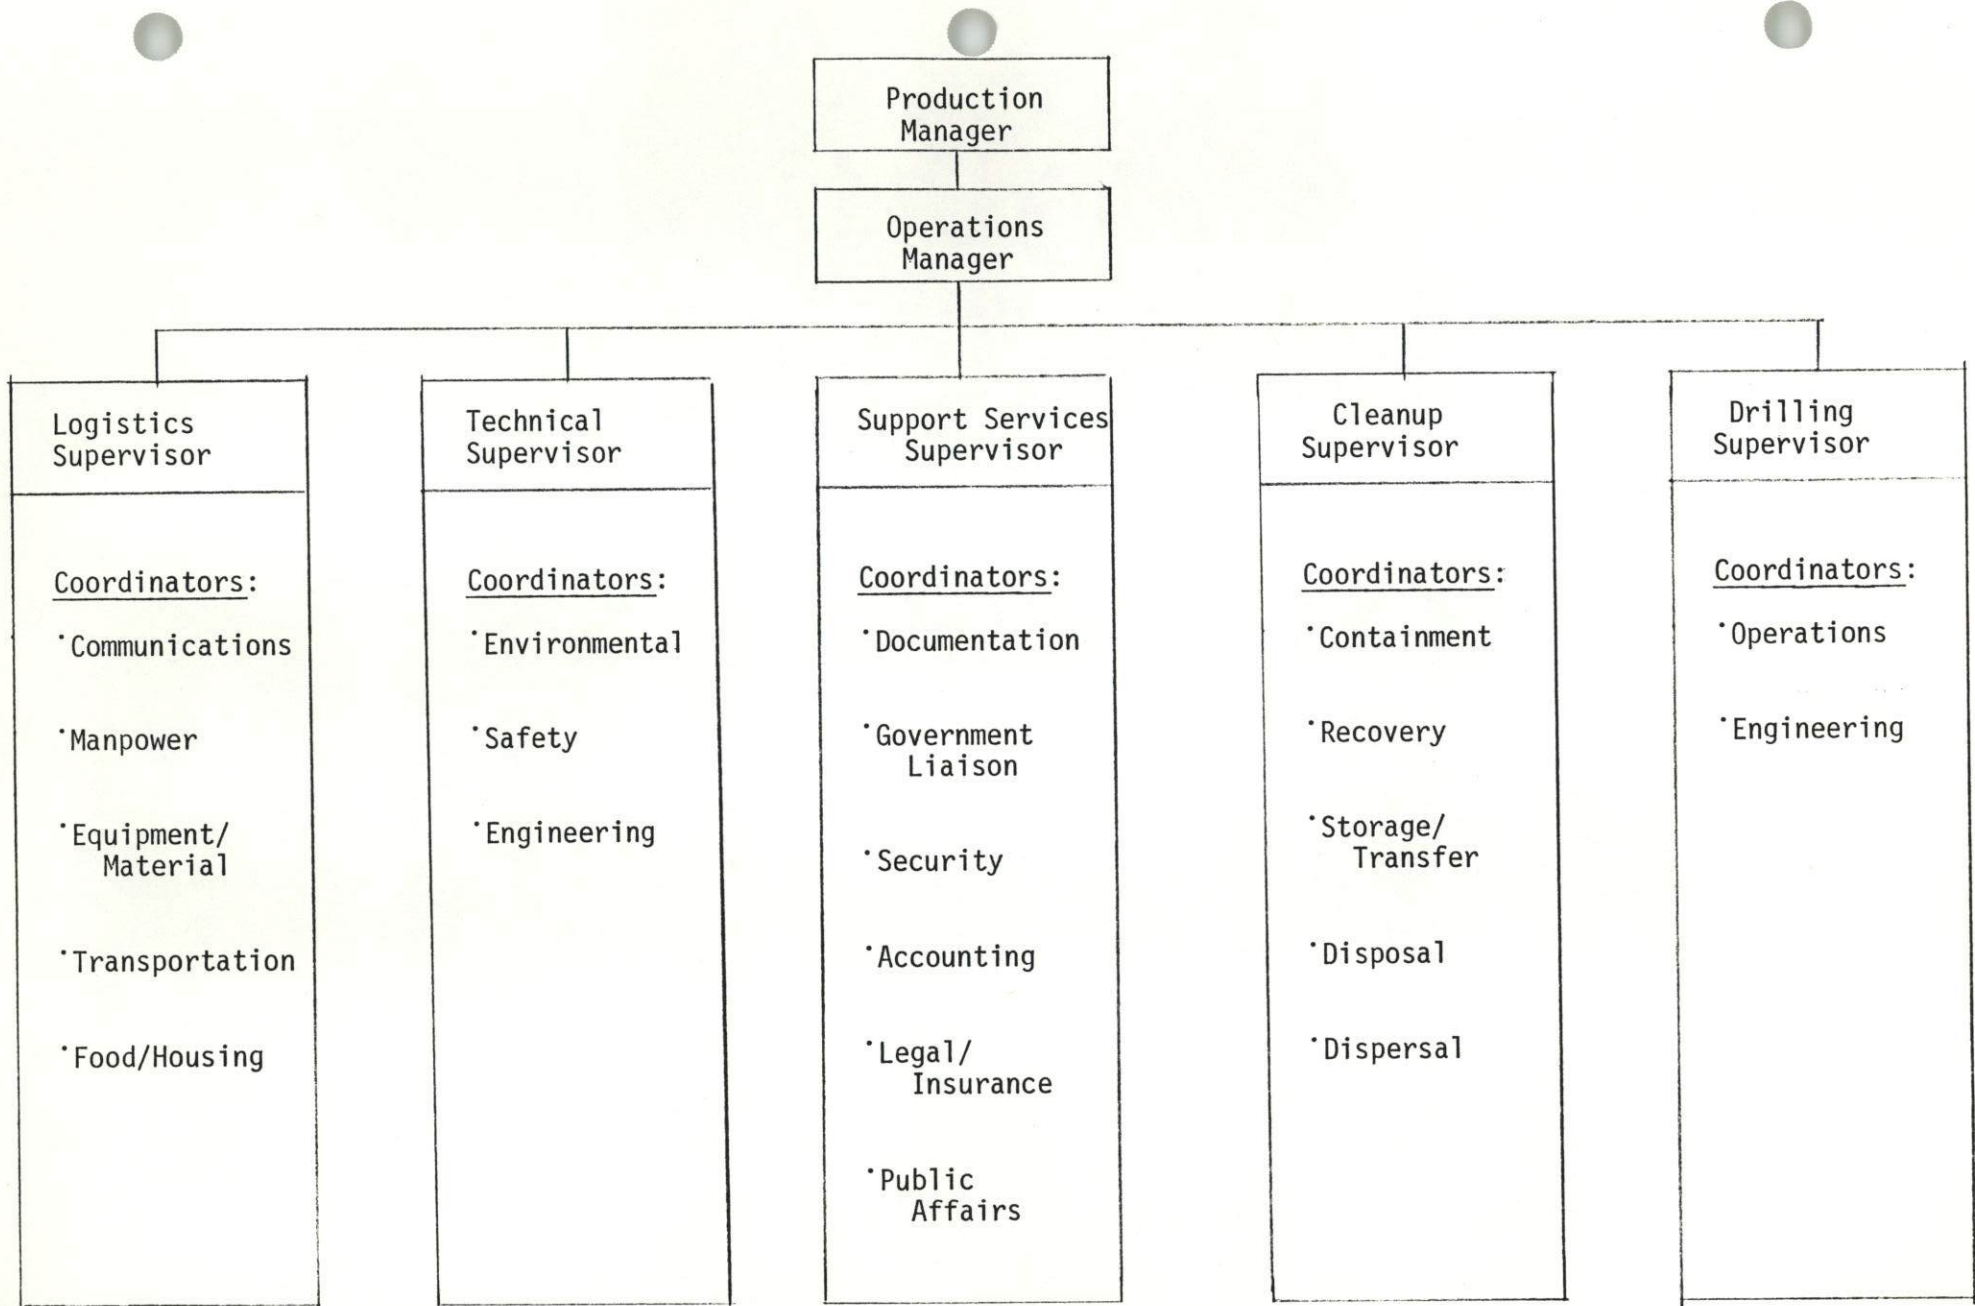 Production
Manager
Operations
Manager
Logistics
Supervisor
Coordinators:
·Communications
·Manpower
·Equipment/
Material
·Transportation
·Food/Housing
Technical
Supervisor
Coordinators:
·Environmental
·Safety
·Engineering
Support Services
Supervisor
Coordinators:
·Documentation
·Government
Liaison
·Security
·Accounting
·Legal/
Insurance
·Public
Affairs
Cleanup
Supervisor
Coordinators:
·Containment
·Recovery
·Storage/
Transfer
·Disposal
·Dispersal
Drilling
Supervisor
Coordinators:
·Operations
·Engineering